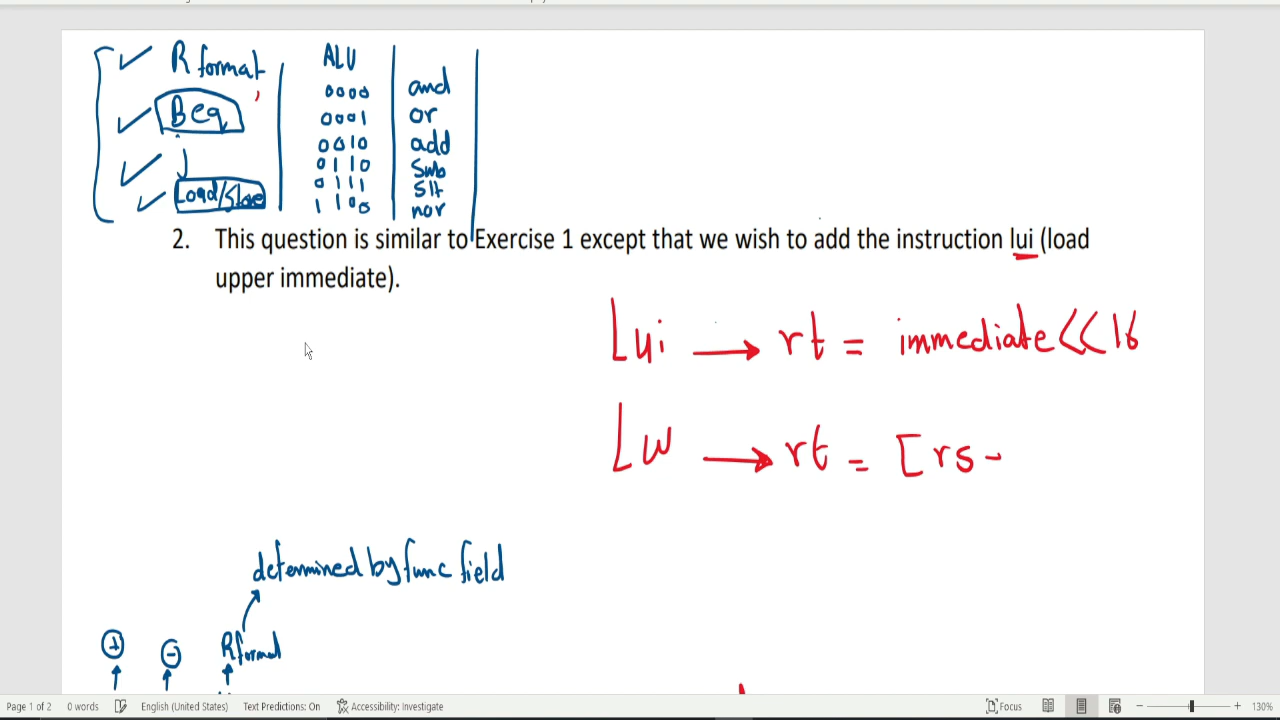 R format
ALU
0000 and
Beq
0001 or
0010 add
j
0110 sub
Load/Store
0111 slt
1100 nor
2. This question is similar to Exercise 1 except that we wish to add the instruction lui (load
upper immediate).
Lui → rt = immediate<<16
Lw → rt = [rs -
determined by func field
+ - R format
Page 1 of 2 0 words English (United States) Text Predictions: On Accessibility: Investigate Focus 130%